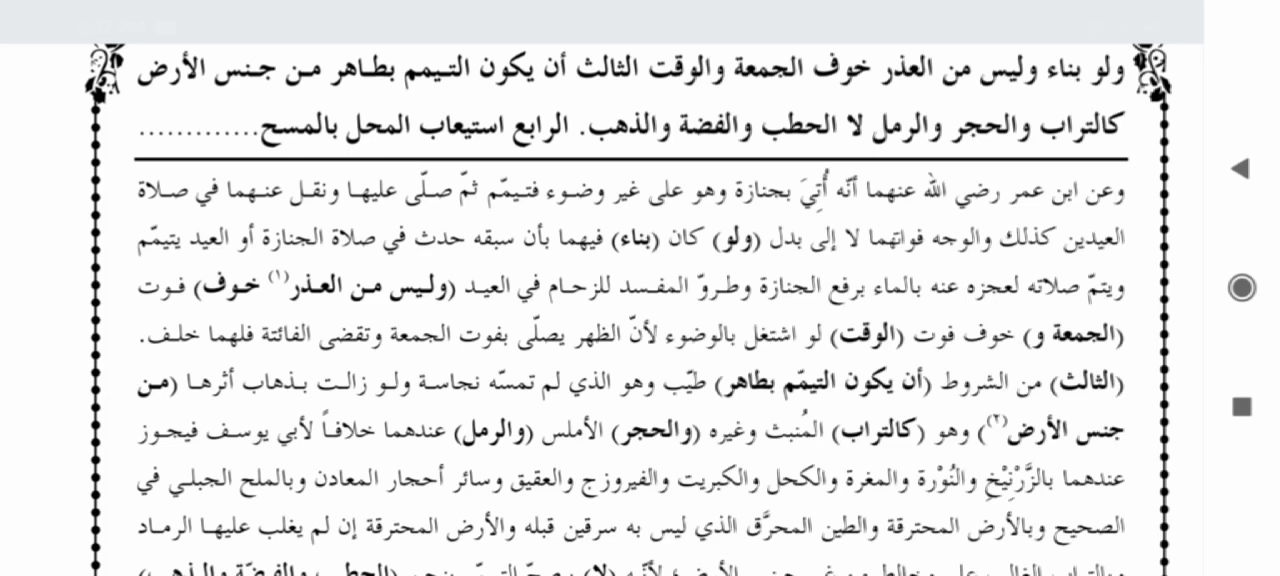 ولو بناء وليس من العذر خوف الجمعة والوقت الثالث أن يكون التيمم بطاهر من جنس الأرض
كالتراب والحجر والرمل لا الحطب والفضة والذهب. الرابع استيعاب المحل بالمسح.............
وعن ابن عمر رضي الله عنهما أنّه أُتِيَ بجنازة وهو على غير وضوء فتيمّم ثمّ صلّى عليها ونقل عنهما في صلاة
العيدين كذلك والوجه فواتهما لا إلى بدل (ولو) كان (بناء) فيهما بأن سبقه حدث في صلاة الجنازة أو العيد يتيمّم
ويتمّ صلاته لعجزه عنه بالماء برفع الجنازة وطروّ المفسد للزحام في العيد (وليس من العذر(١) خوف) فوت
(الجمعة و) خوف فوت (الوقت) لو اشتغل بالوضوء لأنّ الظهر يصلّى بفوت الجمعة وتقضى الفائتة فلهما خلف.
(الثالث) من الشروط (أن يكون التيمّم بطاهر) طيّب وهو الذي لم تمسّه نجاسة ولو زالت بذهاب أثرها (من
جنس الأرض(٢)) وهو (كالتراب) المُنبث وغيره (والحجر) الأملس (والرمل) عندهما خلافاً لأبي يوسف فيجوز
عندهما بالزَّرْنِيْخِ والنُوْرة والمغرة والكحل والكبريت والفيروزج والعقيق وسائر أحجار المعادن وبالملح الجبلي في
الصحيح وبالأرض المحترقة والطين المحرَّق الذي ليس به سرقين قبله والأرض المحترقة إن لم يغلب عليها الرماد